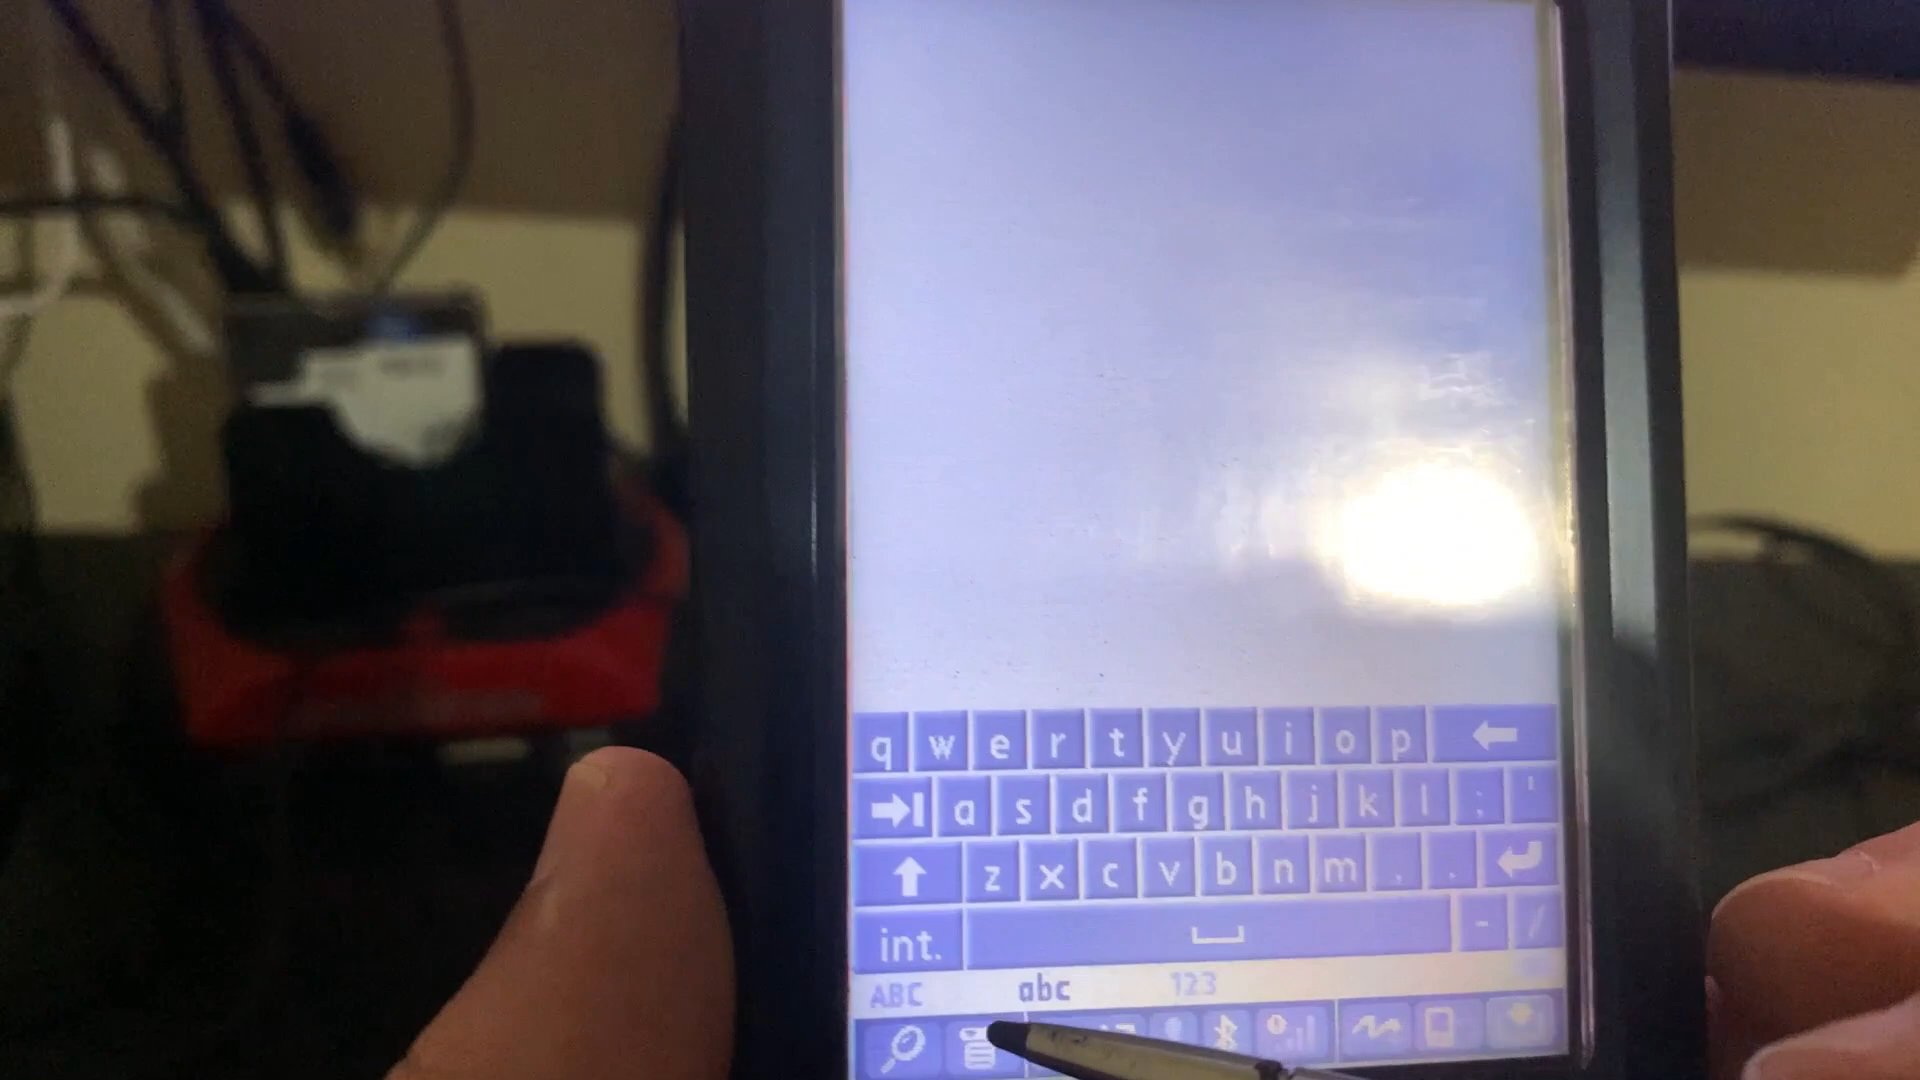 q w e r t y u i o p
a s d f g h j k l ; '
z x c v b n m , .
int. - /
ABC abc 123